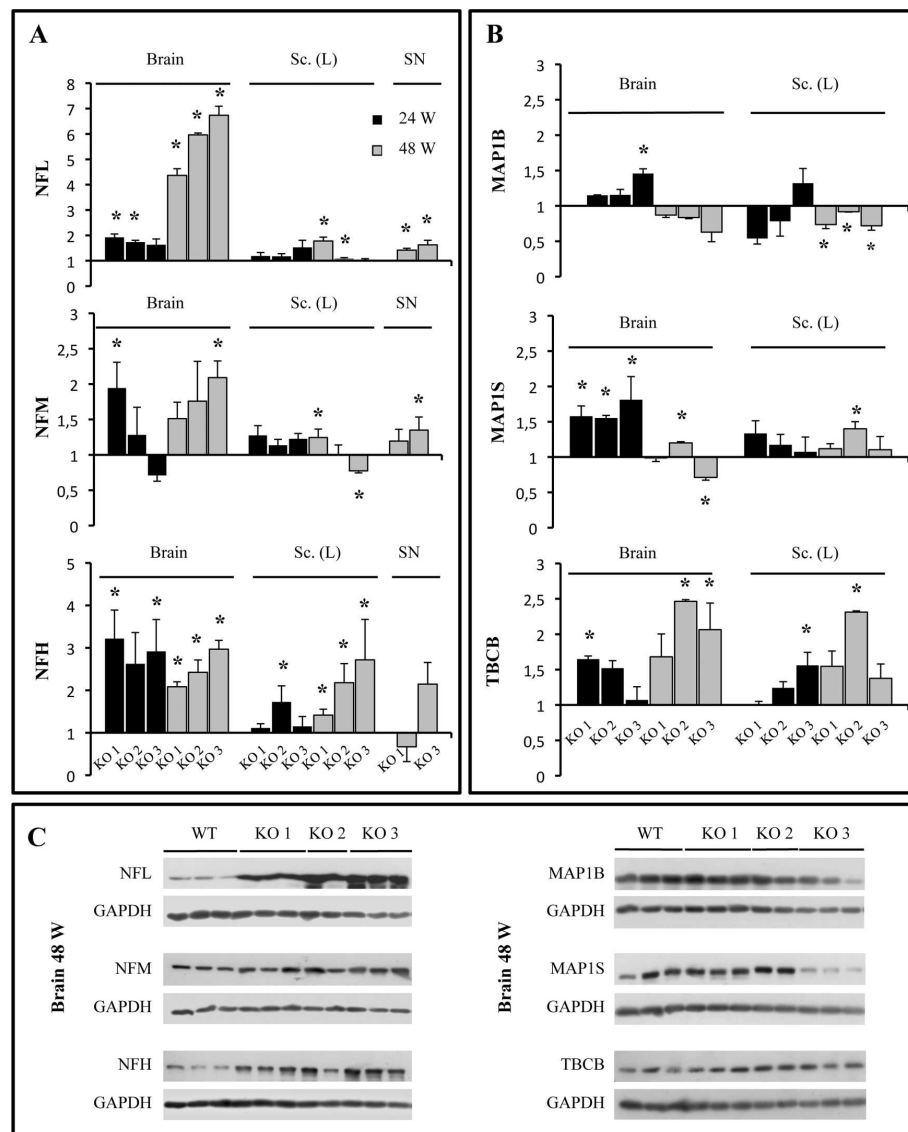 A
Brain Sc. (L) SN
NFL
8
7
6
5
4
3
2
1
* * * * * * * * *
24 W
48 W
Brain Sc. (L) SN
NFM
3
2,5
2
1,5
1
0,5
0
* * * * *
Brain Sc. (L) SN
NFH
5
4
3
2
1
0
* * * * * * * *
KO 1 KO 2 KO 3 KO 1 KO 2 KO 3 KO 1 KO 2 KO 3 KO 1 KO 2 KO 3 KO 1 KO 3
B
Brain Sc. (L)
MAP1B
3
2,5
2
1,5
1
0,5
0
* * * *
Brain Sc. (L)
MAP1S
3
2,5
2
1,5
1
0,5
0
* * * * * *
Brain Sc. (L)
TBCB
3
2,5
2
1,5
1
0,5
0
* * * * *
KO 1 KO 2 KO 3 KO 1 KO 2 KO 3 KO 1 KO 2 KO 3 KO 1 KO 2 KO 3
C
Brain 48 W
WT KO 1 KO 2 KO 3
NFL
GAPDH
NFM
GAPDH
NFH
GAPDH
Brain 48 W
WT KO 1 KO 2 KO 3
MAP1B
GAPDH
MAP1S
GAPDH
TBCB
GAPDH